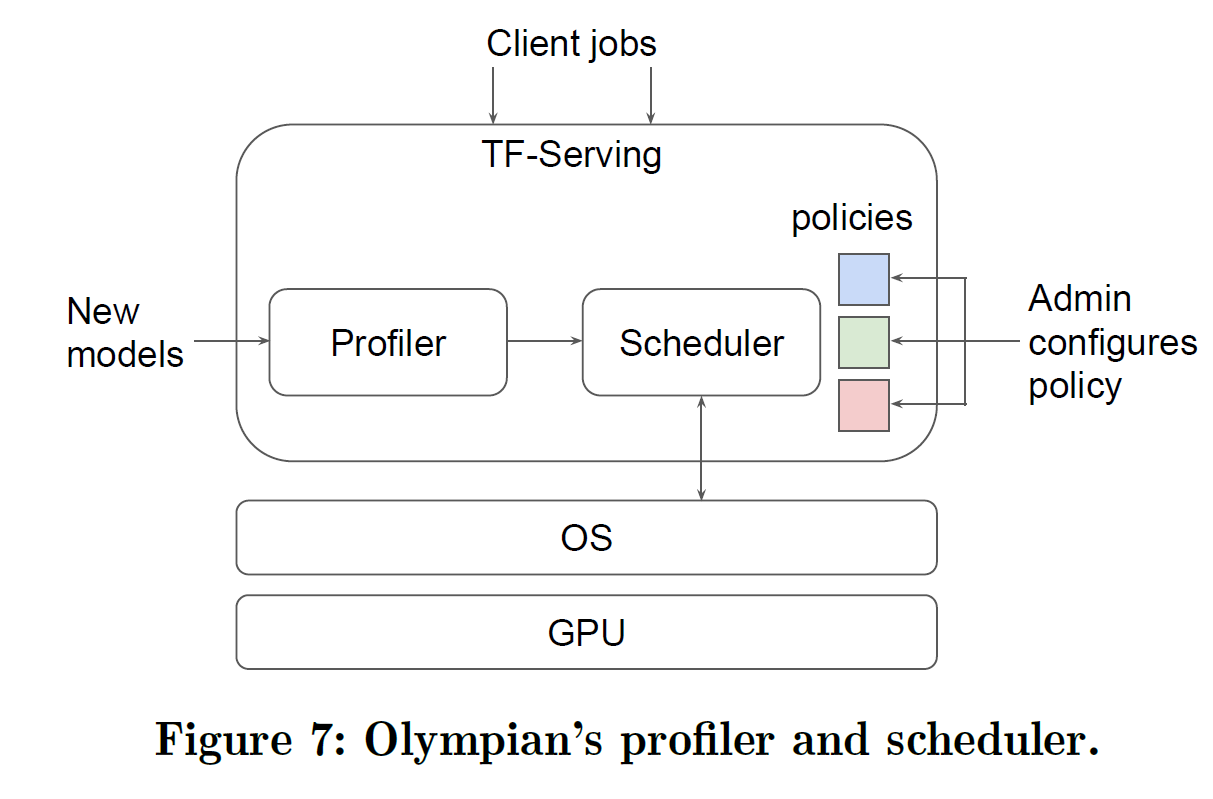 Client jobs
TF-Serving
policies
New
models
Profiler
Scheduler
Admin
configures
policy
OS
GPU
Figure 7: Olympian's profiler and scheduler.